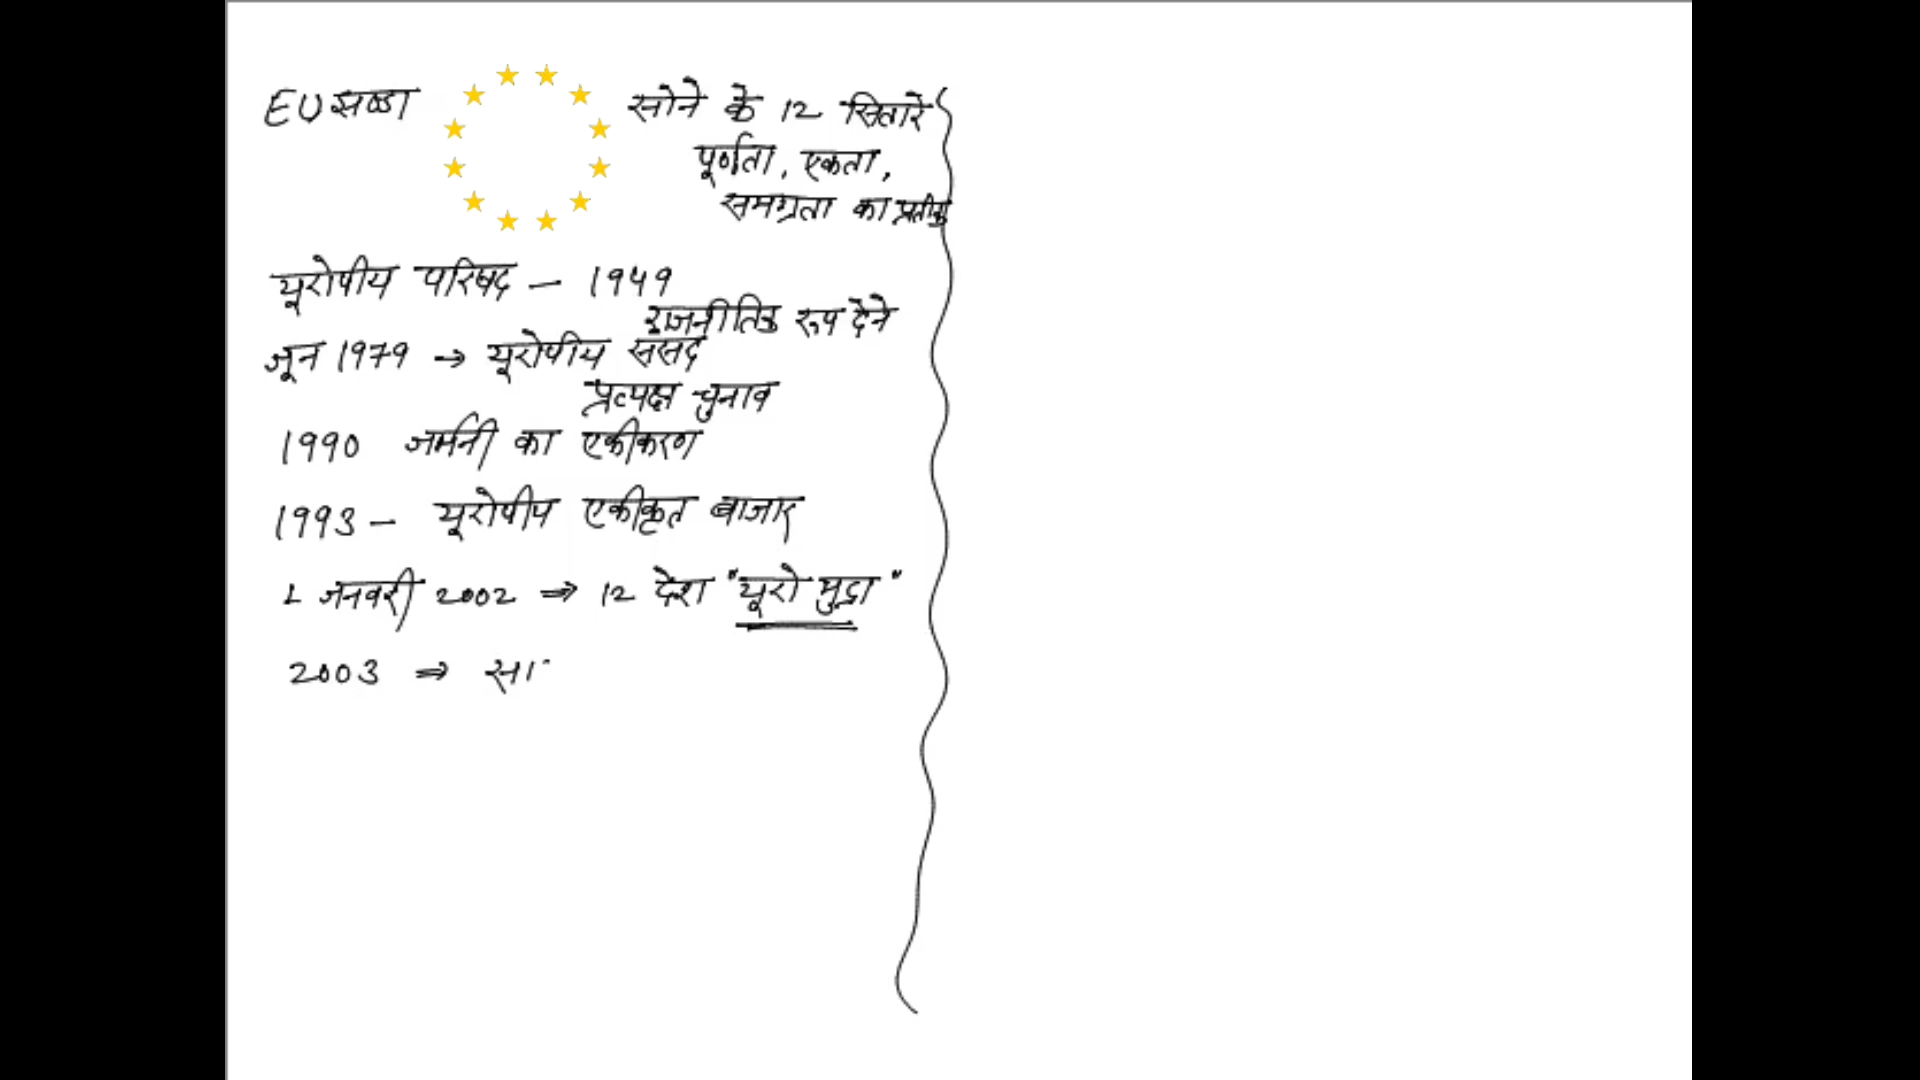 EU झण्डा सोने के 12 सितारे
पूर्णता, एकता,
समग्रता का प्रतीक
यूरोपीय परिषद – 1949
राजनीतिक रूप देने
जून 1979 → यूरोपीय संसद
प्रत्यक्ष चुनाव
1990 जर्मनी का एकीकरण
1993 – यूरोपीय एकीकृत बाजार
1 जनवरी 2002 ⇒ 12 देश "यूरो मुद्रा"
2003 ⇒